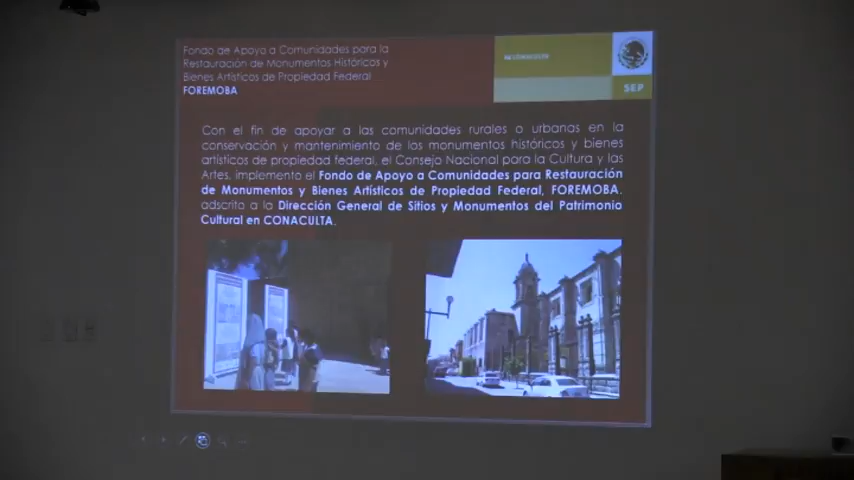 Fondo de Apoyo a Comunidades para la
Restauración de Monumentos Históricos y
Bienes Artísticos de Propiedad Federal
FOREMOBA
SEP
Con el fin de apoyar a las comunidades rurales o urbanas en la
conservación y mantenimiento de los monumentos históricos y bienes
artísticos de propiedad federal, el Consejo Nacional para la Cultura y las
Artes, implemento el Fondo de Apoyo a Comunidades para Restauración
de Monumentos y Bienes Artísticos de Propiedad Federal, FOREMOBA,
adscrito a la Dirección General de Sitios y Monumentos del Patrimonio
Cultural en CONACULTA.